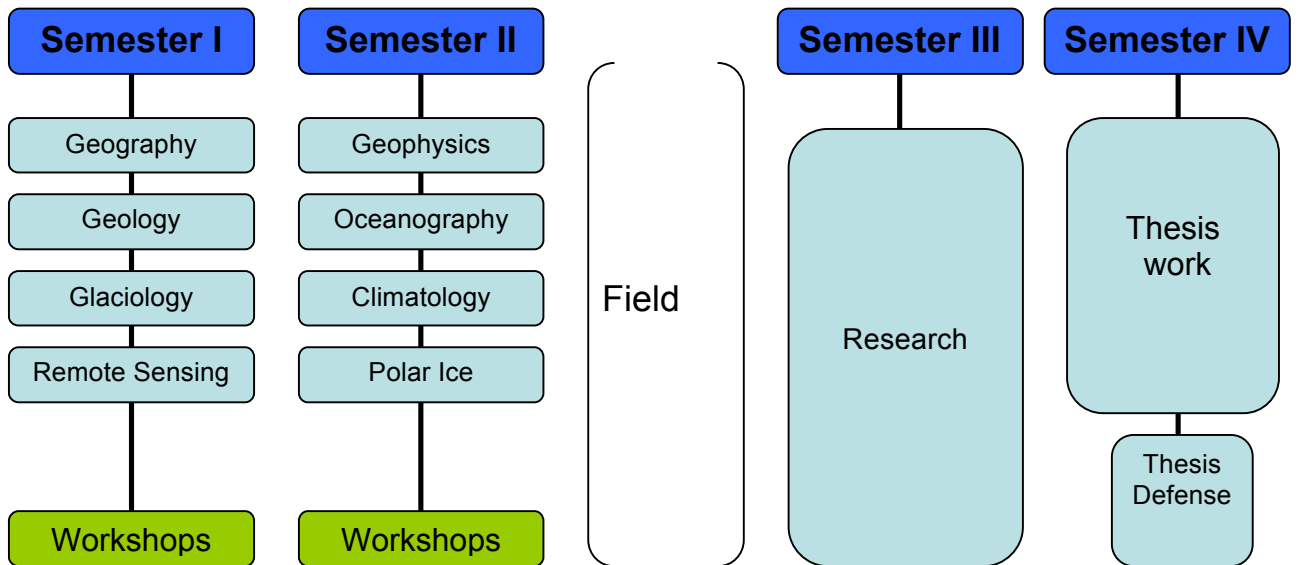 Semester I
Geography
Geology
Glaciology
Remote Sensing
Workshops
Semester II
Geophysics
Oceanography
Climatology
Polar Ice
Workshops
Field
Semester III
Research
Semester IV
Thesis
work
Thesis
Defense